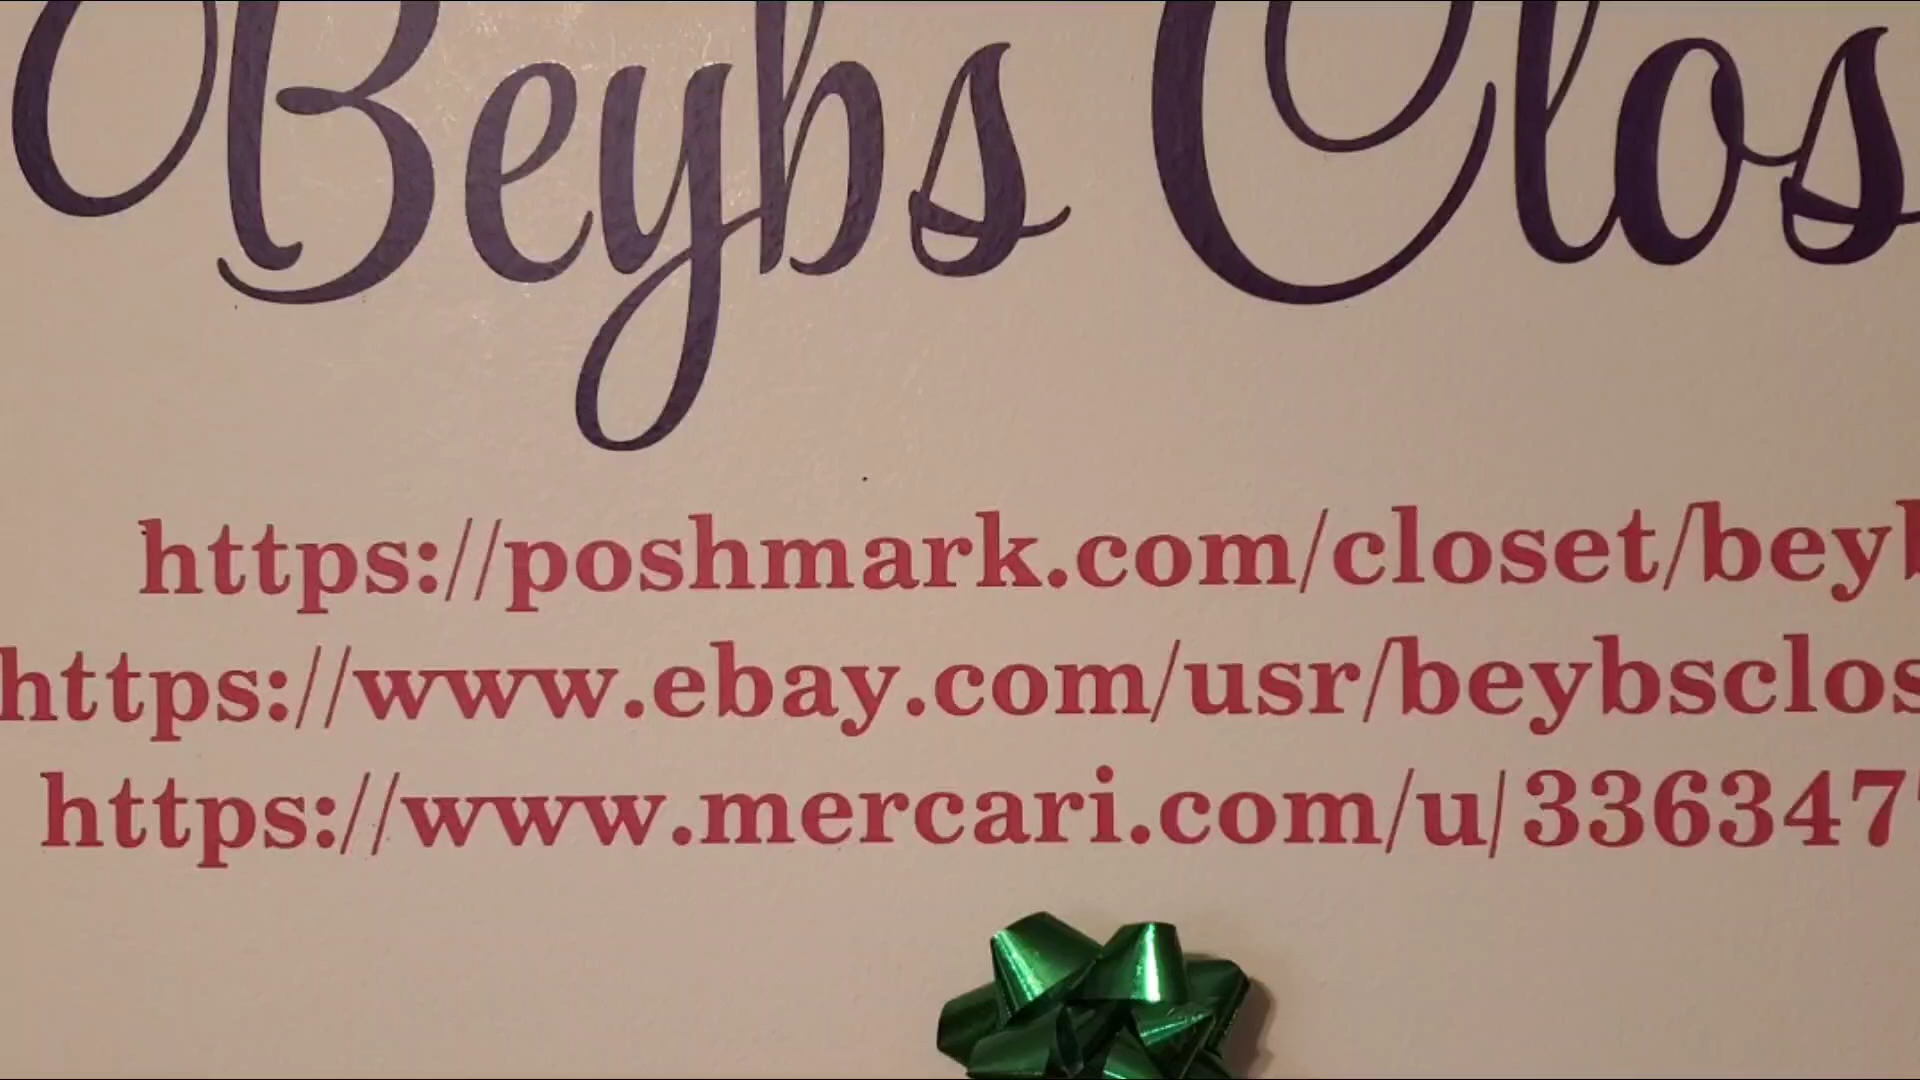 Beybs Clos
https://poshmark.com/closet/beyb
https://www.ebay.com/usr/beybsclos
https://www.mercari.com/u/336347